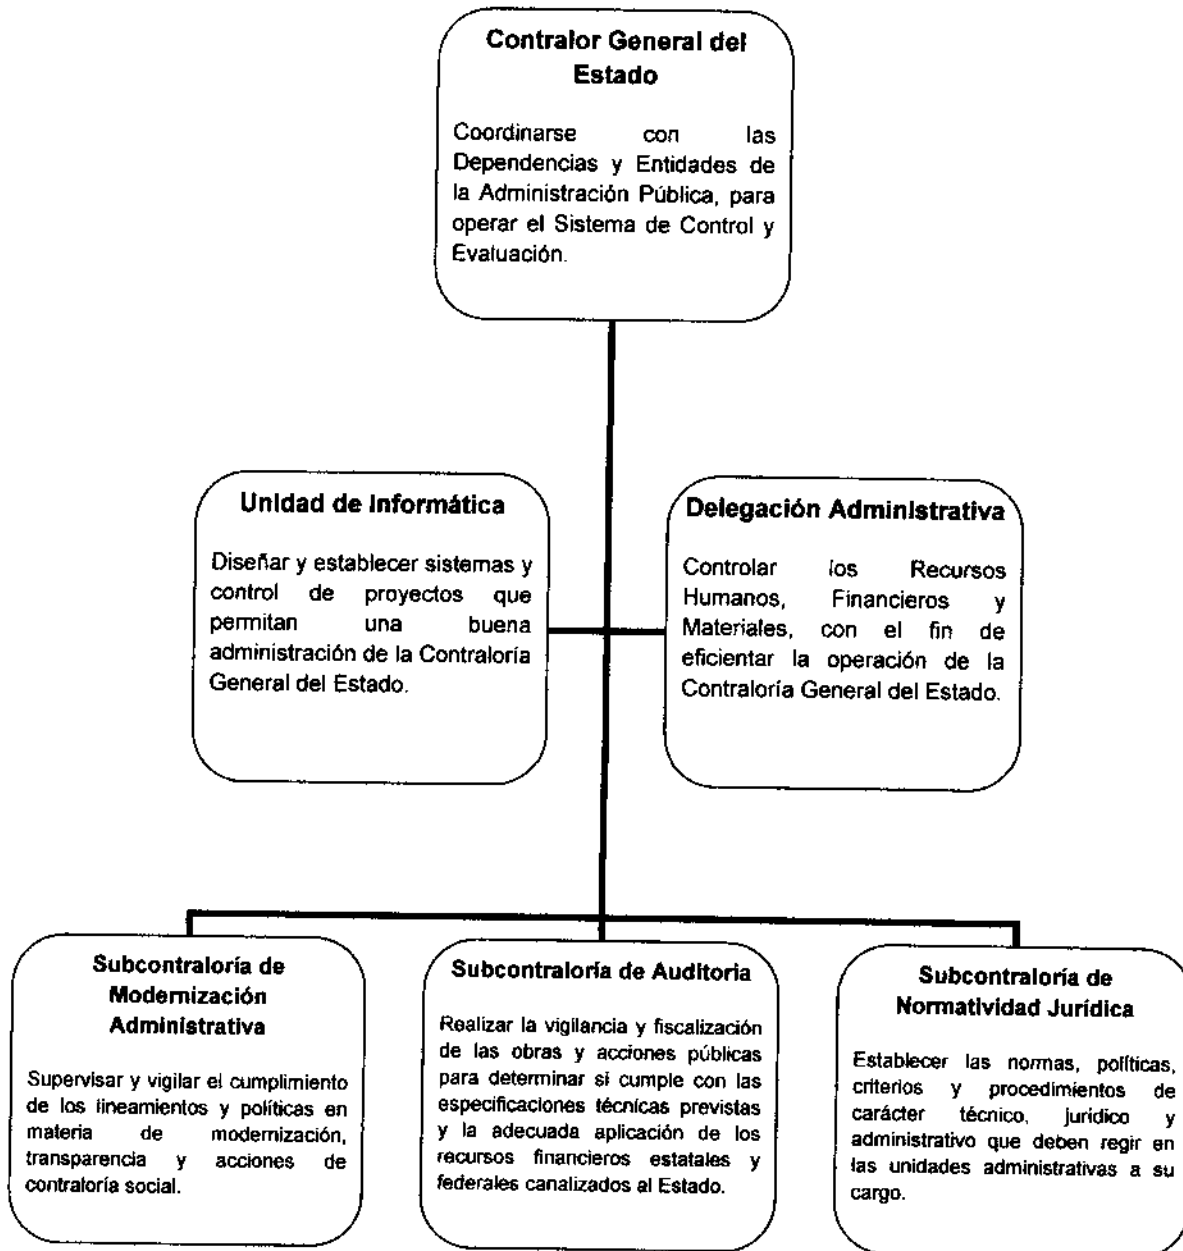 Contralor General del
Estado
Coordinarse con las
Dependencias y Entidades de
la Administración Pública, para
operar el Sistema de Control y
Evaluación.
Unidad de Informática
Diseñar y establecer sistemas y
control de proyectos que
permitan una buena
administración de la Contraloría
General del Estado.
Delegación Administrativa
Controlar los Recursos
Humanos, Financieros y
Materiales, con el fin de
eficientar la operación de la
Contraloría General del Estado.
Subcontraloría de
Modernización
Administrativa
Supervisar y vigilar el cumplimiento
de los lineamientos y políticas en
materia de modernización,
transparencia y acciones de
contraloría social.
Subcontraloría de Auditoria
Realizar la vigilancia y fiscalización
de las obras y acciones públicas
para determinar si cumple con las
especificaciones técnicas previstas
y la adecuada aplicación de los
recursos financieros estatales y
federales canalizados al Estado.
Subcontraloría de
Normatividad Jurídica
Establecer las normas, políticas,
criterios y procedimientos de
carácter técnico, jurídico y
administrativo que deben regir en
las unidades administrativas a su
cargo.